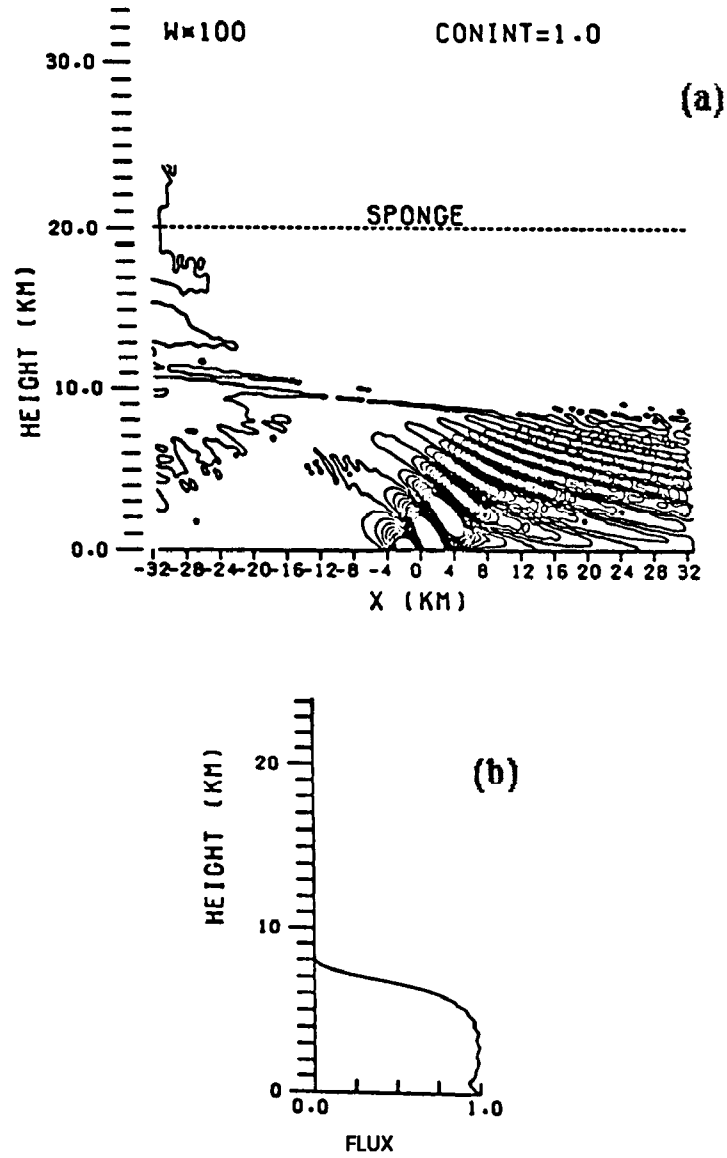 W*100 CONINT=1.0
(a)
30.0
SPONGE
20.0
HEIGHT (KM)
10.0
0.0
-32-28-24-20-16-12-8 -4 0 4 8 12 16 20 24 28 32
X (KM)
(b)
20
HEIGHT (KM)
10
0
0.0 1.0
FLUX